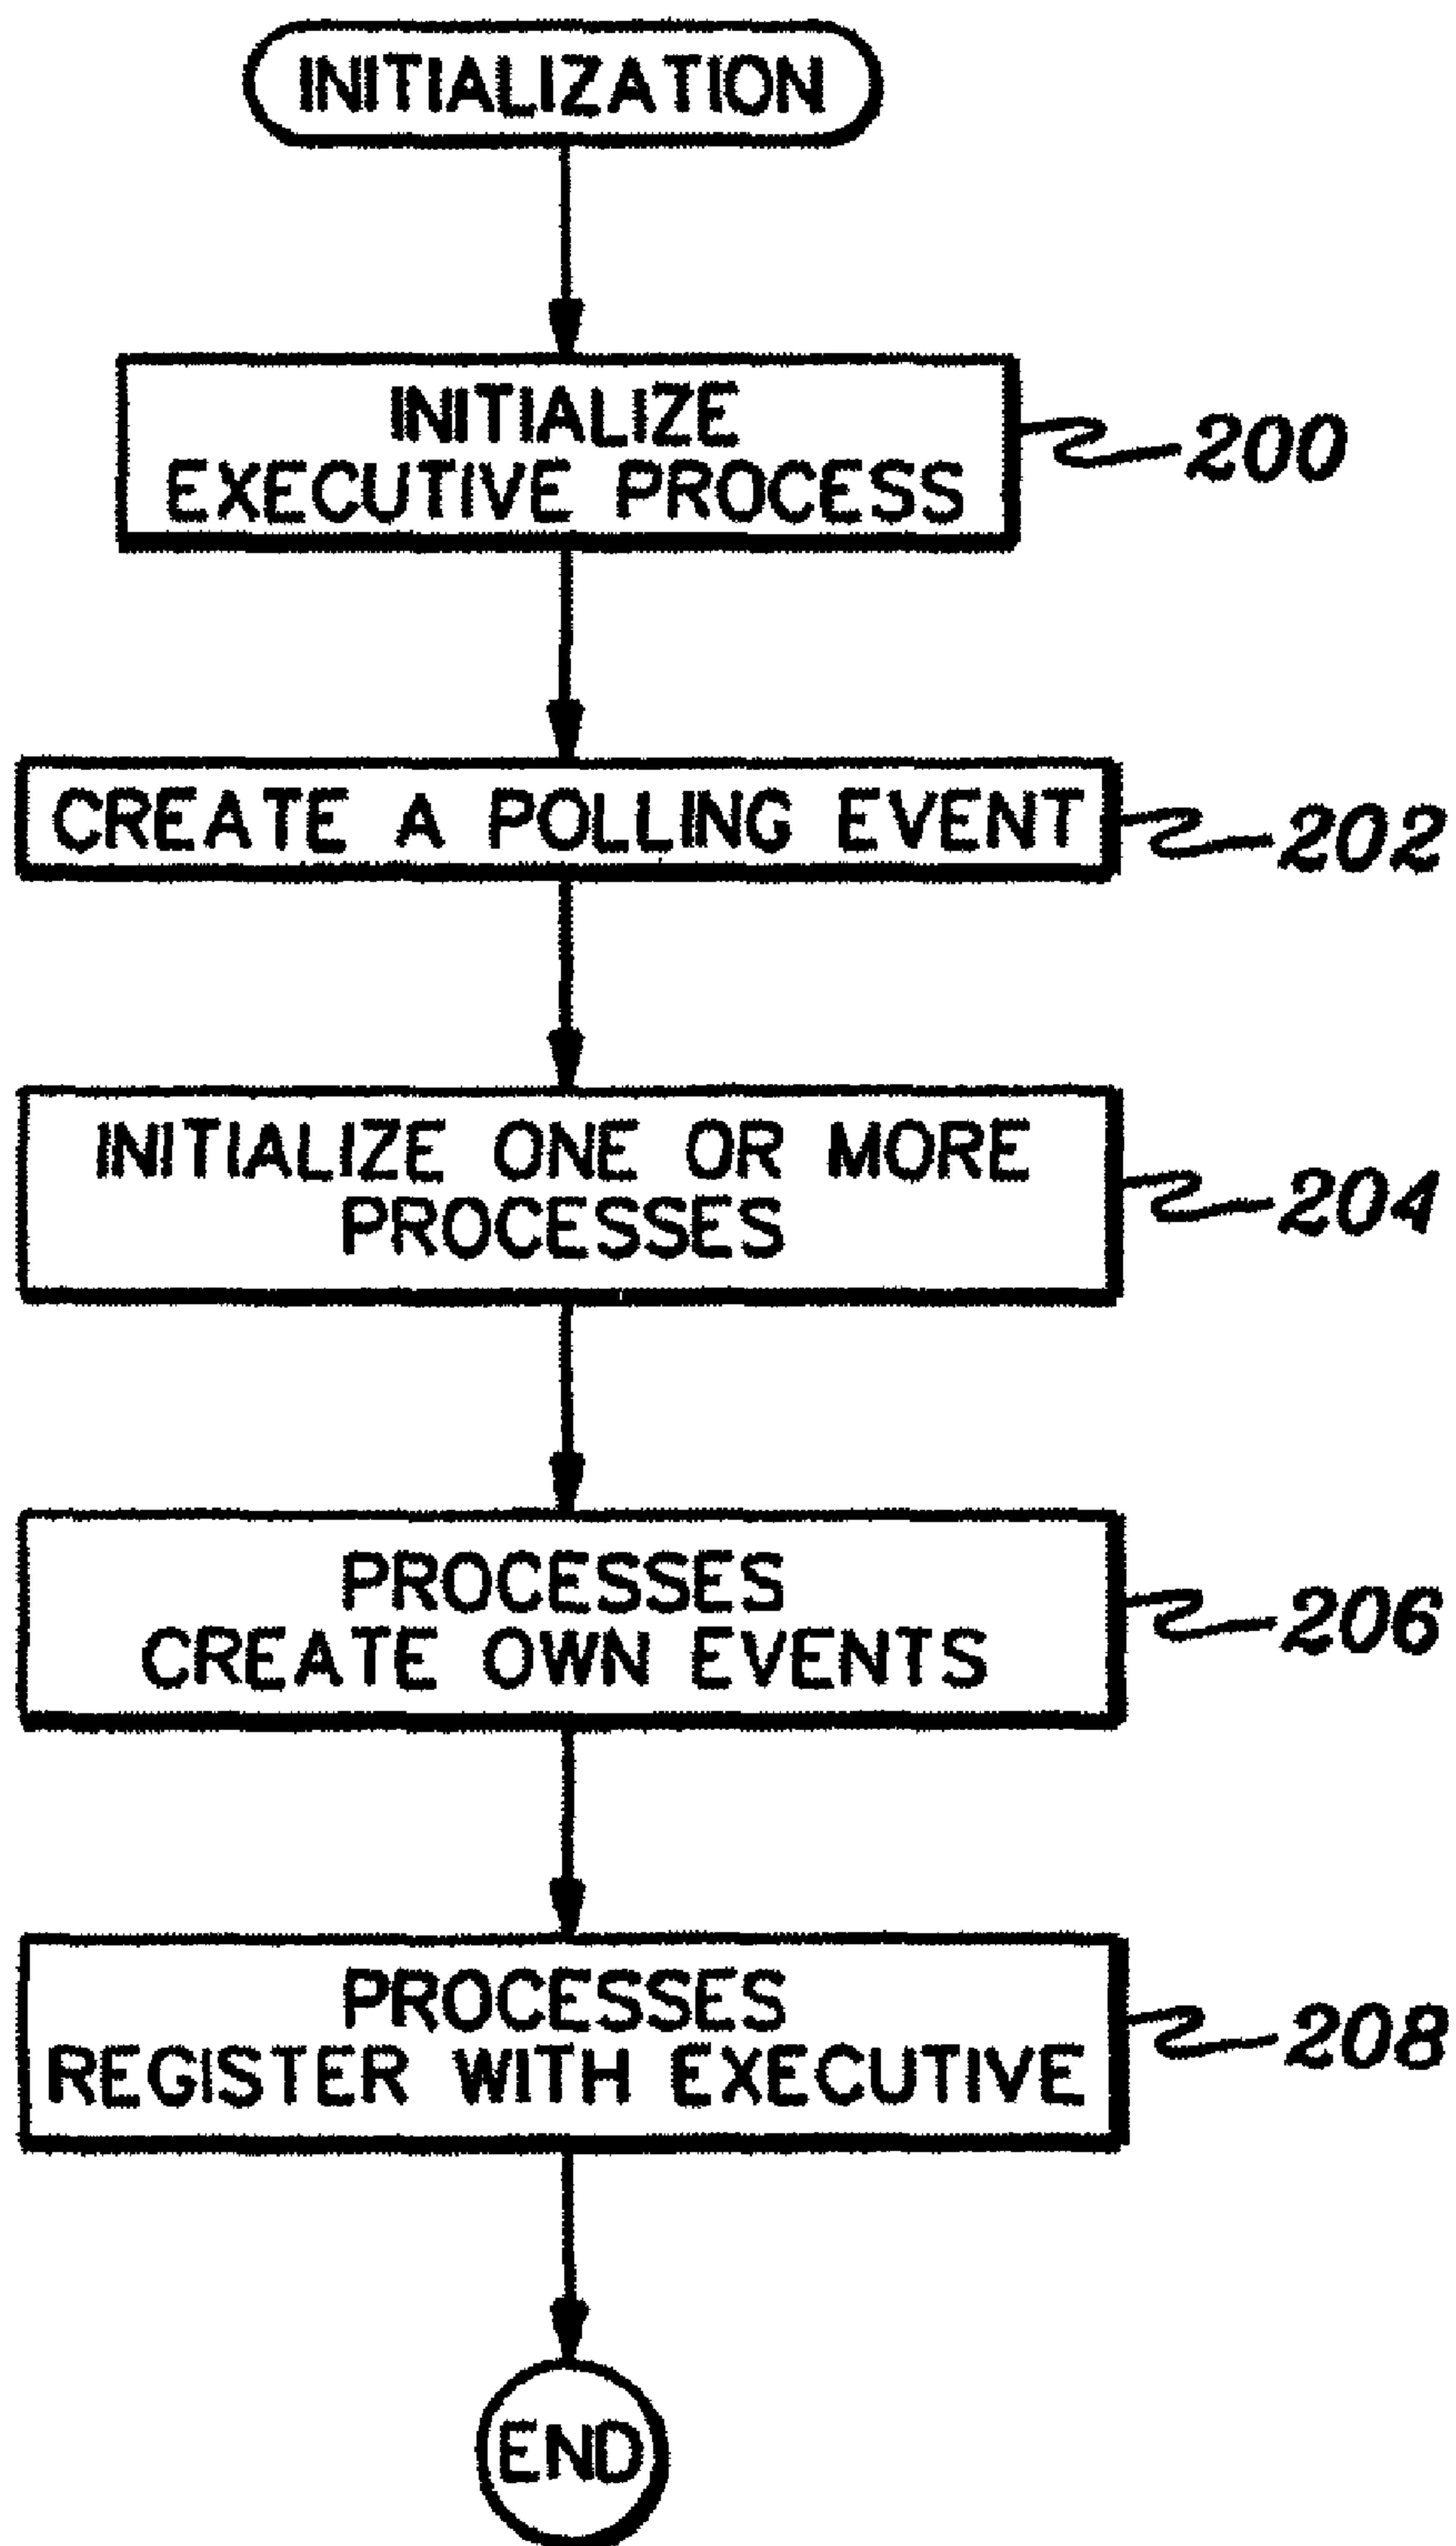 INITIALIZATION
INITIALIZE
EXECUTIVE PROCESS
200
CREATE A POLLING EVENT
202
INITIALIZE ONE OR MORE
PROCESSES
204
PROCESSES
CREATE OWN EVENTS
206
PROCESSES
REGISTER WITH EXECUTIVE
208
END